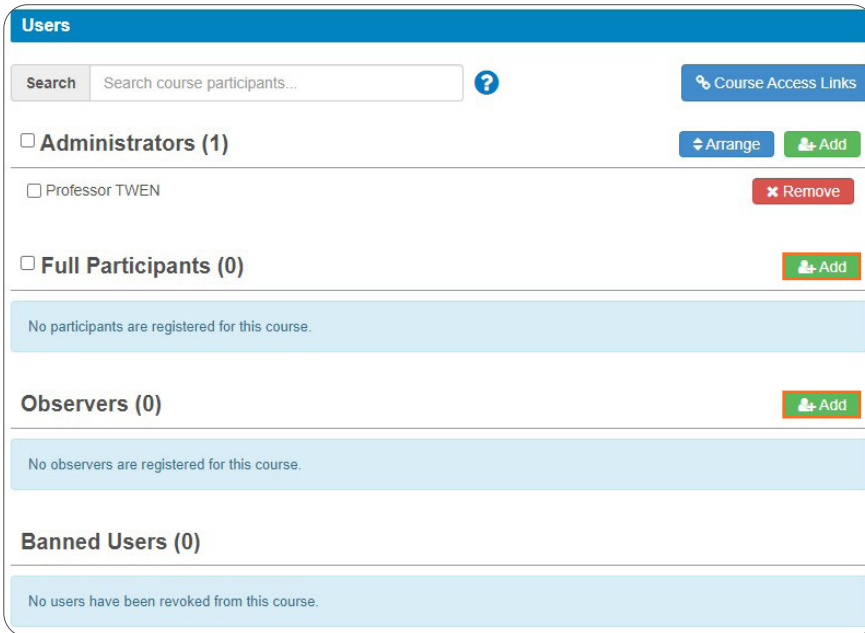 Users
Search Search course participants... ? Course Access Links
Administrators (1) Arrange Add
Professor TWEN Remove
Full Participants (0) Add
No participants are registered for this course.
Observers (0) Add
No observers are registered for this course.
Banned Users (0)
No users have been revoked from this course.